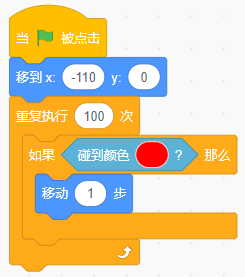 当 被点击
移到 x: -110 y: 0
重复执行 100 次
如果 碰到颜色 ? 那么
移动 1 步